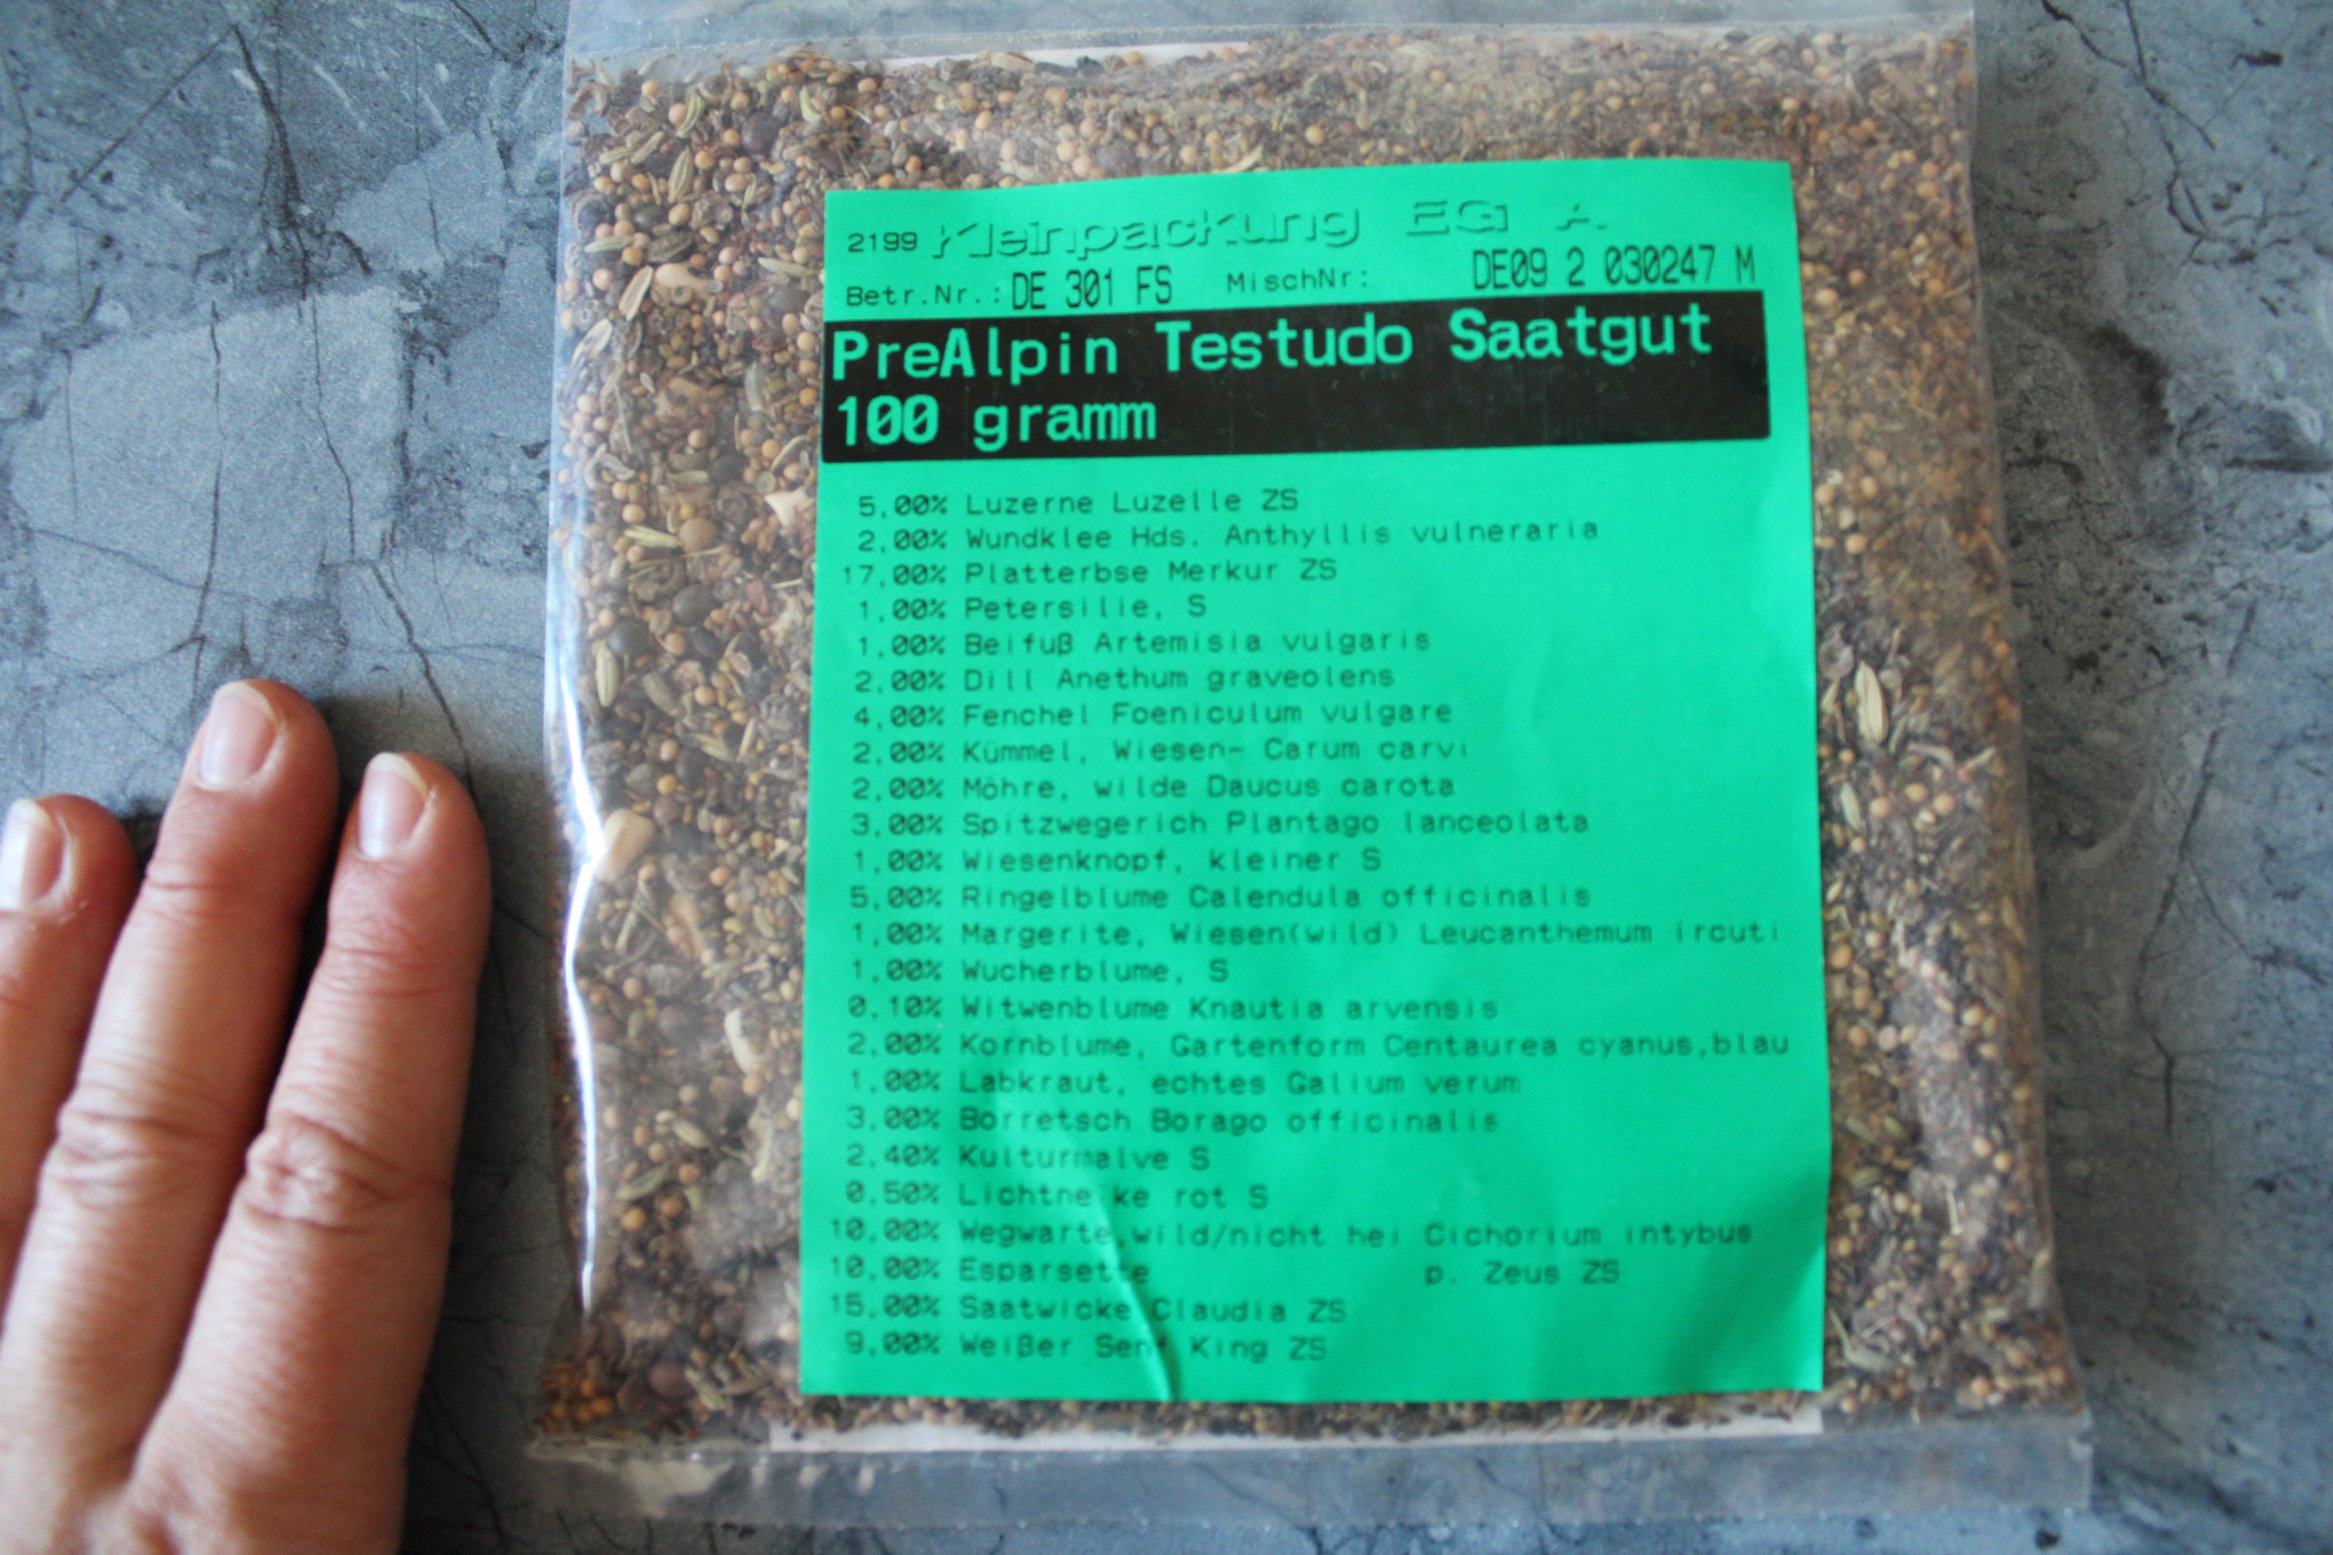 2199 Kleinpackung EG A.
Betr.Nr.: DE 301 FS MischNr: DE09 2 030247 M
PreAlpin Testudo Saatgut
100 gramm
5,00% Luzerne Luzelle ZS
2,00% Wundklee Hds. Anthyllis vulneraria
17,00% Platterbse Merkur ZS
1,00% Petersilie, S
1,00% Beifuß Artemisia vulgaris
2,00% Dill Anethum graveolens
4,00% Fenchel Foeniculum vulgare
2,00% Kümmel, Wiesen- Carum carvi
2,00% Möhre, wilde Daucus carota
3,00% Spitzwegerich Plantago lanceolata
1,00% Wiesenknopf, kleiner S
5,00% Ringelblume Calendula officinalis
1,00% Margerite, Wiesen(wild) Leucanthemum ircuti
1,00% Wucherblume, S
0,10% Witwenblume Knautia arvensis
2,00% Kornblume, Gartenform Centaurea cyanus,blau
1,00% Labkraut, echtes Galium verum
3,00% Borretsch Borago officinalis
2,40% Kulturmalve S
0,50% Lichtnelke rot S
10,00% Wegwarte,wild/nicht hei Cichorium intybus
10,00% Esparsette p. Zeus ZS
15,00% Saatwicke Claudia ZS
9,00% Weißer Senf King ZS